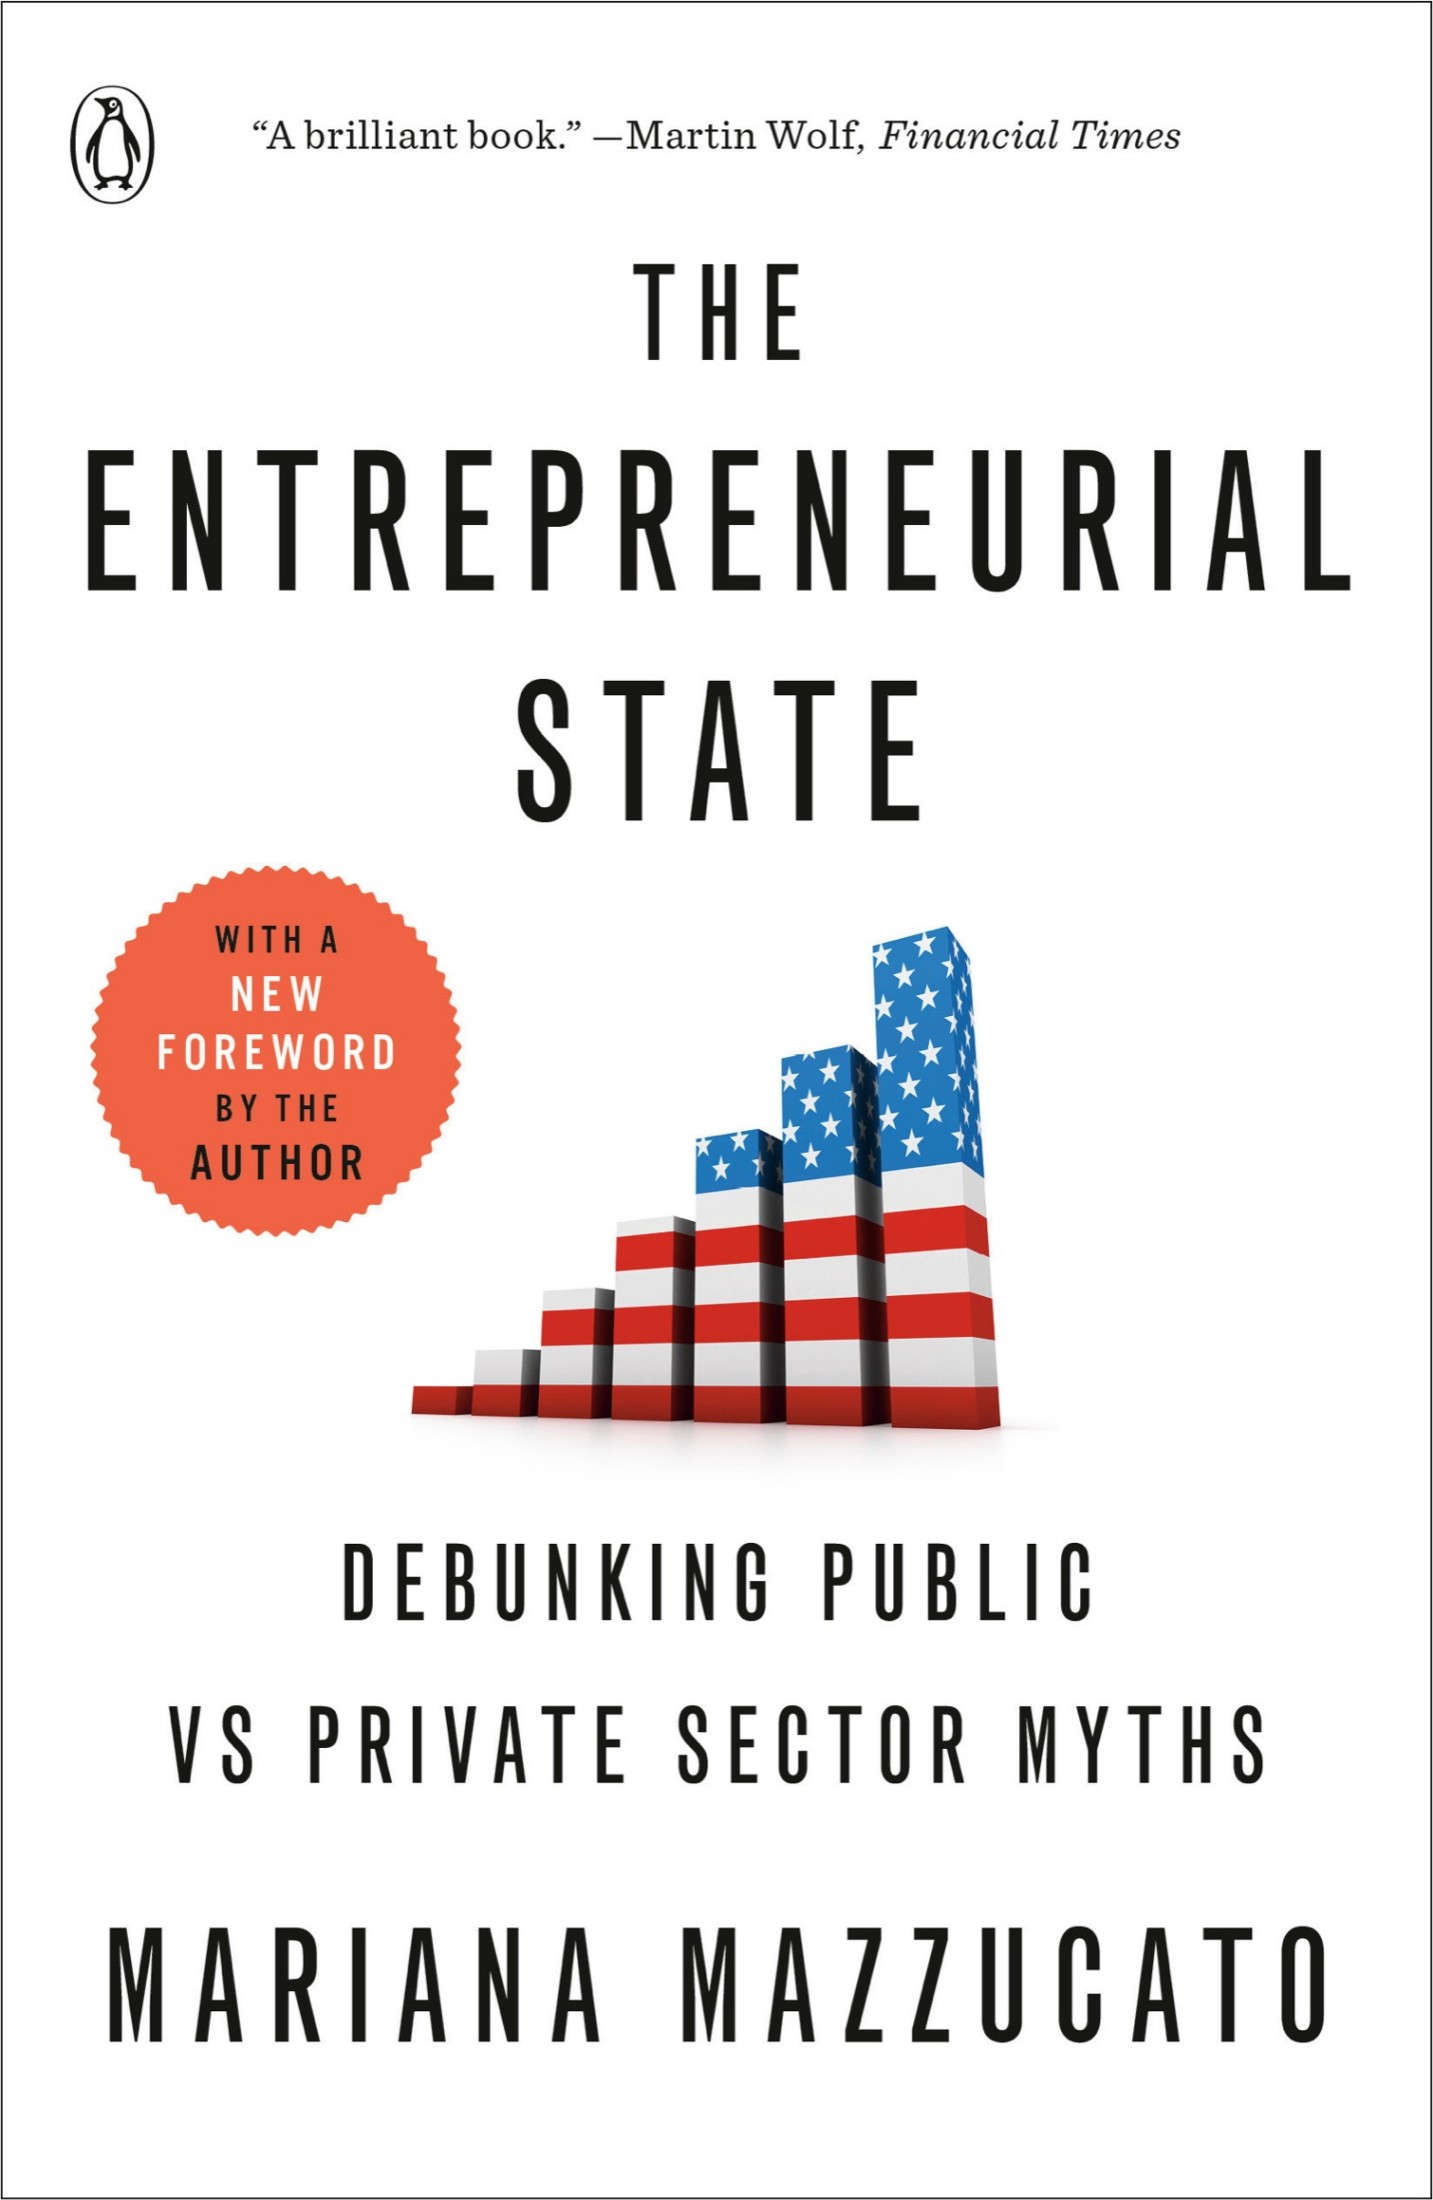 “A brilliant book.” —Martin Wolf, Financial Times
THE
ENTREPRENEURIAL
STATE
WITH A
NEW
FOREWORD
BY THE
AUTHOR
DEBUNKING PUBLIC
VS PRIVATE SECTOR MYTHS
MARIANA MAZZUCATO